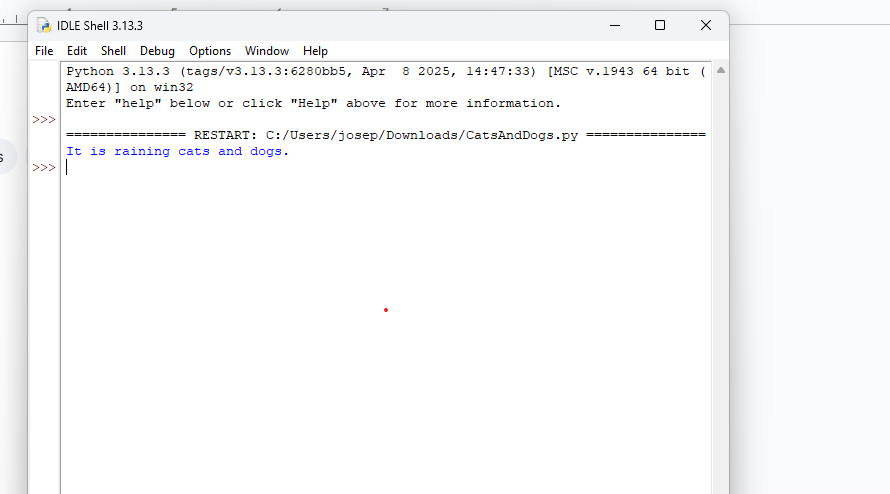 IDLE Shell 3.13.3
File Edit Shell Debug Options Window Help
Python 3.13.3 (tags/v3.13.3:6280bb5, Apr  8 2025, 14:47:33) [MSC v.1943 64 bit (
AMD64)] on win32
Enter "help" below or click "Help" above for more information.
>>>
=============== RESTART: C:/Users/josep/Downloads/CatsAndDogs.py ===============
It is raining cats and dogs.
>>>